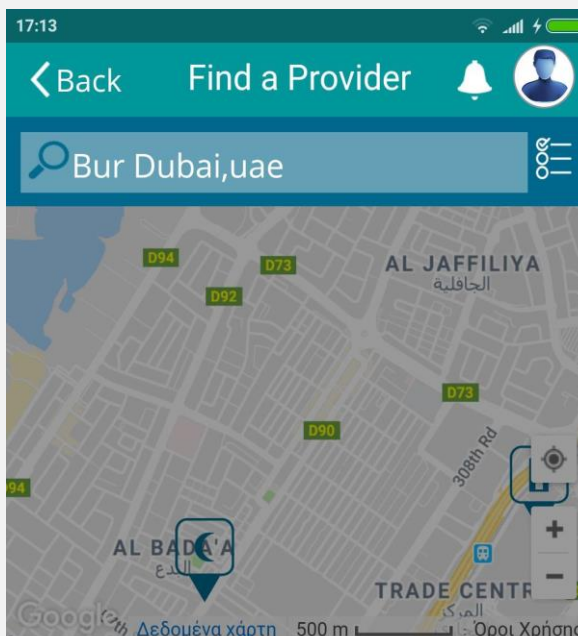 17:13
Back Find a Provider
Bur Dubai,uae
D94
D73
D92
AL JAFFILIYA
الجافلية
D73
D90
308th Rd
94
AL BADA'A
البدع
TRADE CENTR
المركز
Google
Δεδομένα χάρτη 500 m Όροι Χρήσης